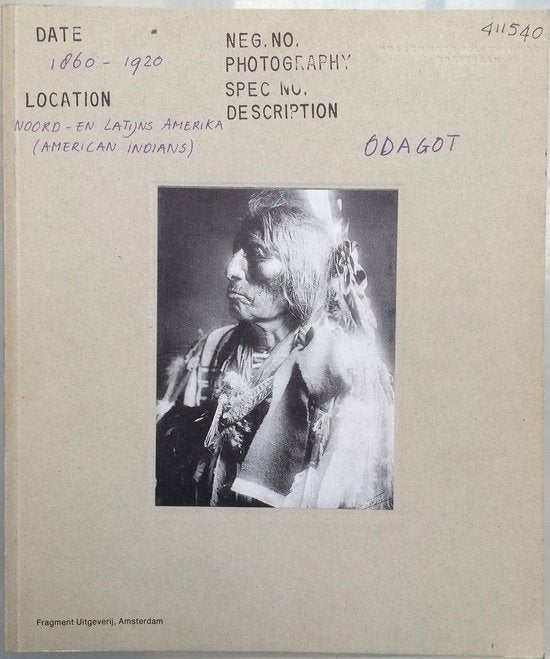 DATE
1860 - 1920
LOCATION
NOORD - EN LATIJNS AMERIKA
(AMERICAN INDIANS)
NEG. NO.
PHOTOGRAPHY
SPEC NO.
DESCRIPTION
411540
ODAGOT
Fragment Uitgeverij, Amsterdam